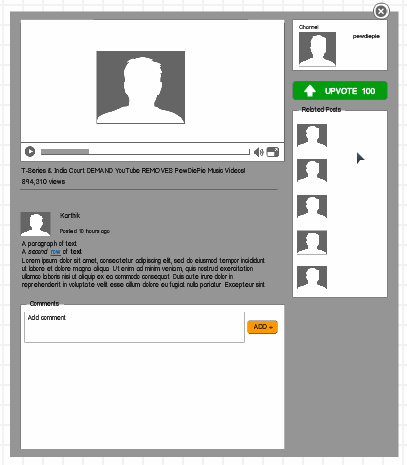 Channel
pewdiepie
UPVOTE 100
Related Posts
T-Series & India Court DEMAND YouTube REMOVES PewDiePie Music Videos!
894,310 views
Karthik
Posted 10 hours ago
A paragraph of text
A second row of text
Lorem ipsum dolor sit amet, consectetur adipiscing elit, sed do eiusmod tempor incididunt
ut labore et dolore magna aliqua. Ut enim ad minim veniam, quis nostrud exercitation
ullamco laboris nisi ut aliquip ex ea commodo consequat. Duis aute irure dolor in
reprehenderit in voluptate velit esse cillum dolore eu fugiat nulla pariatur. Excepteur sint
Comments
Add comment
ADD +